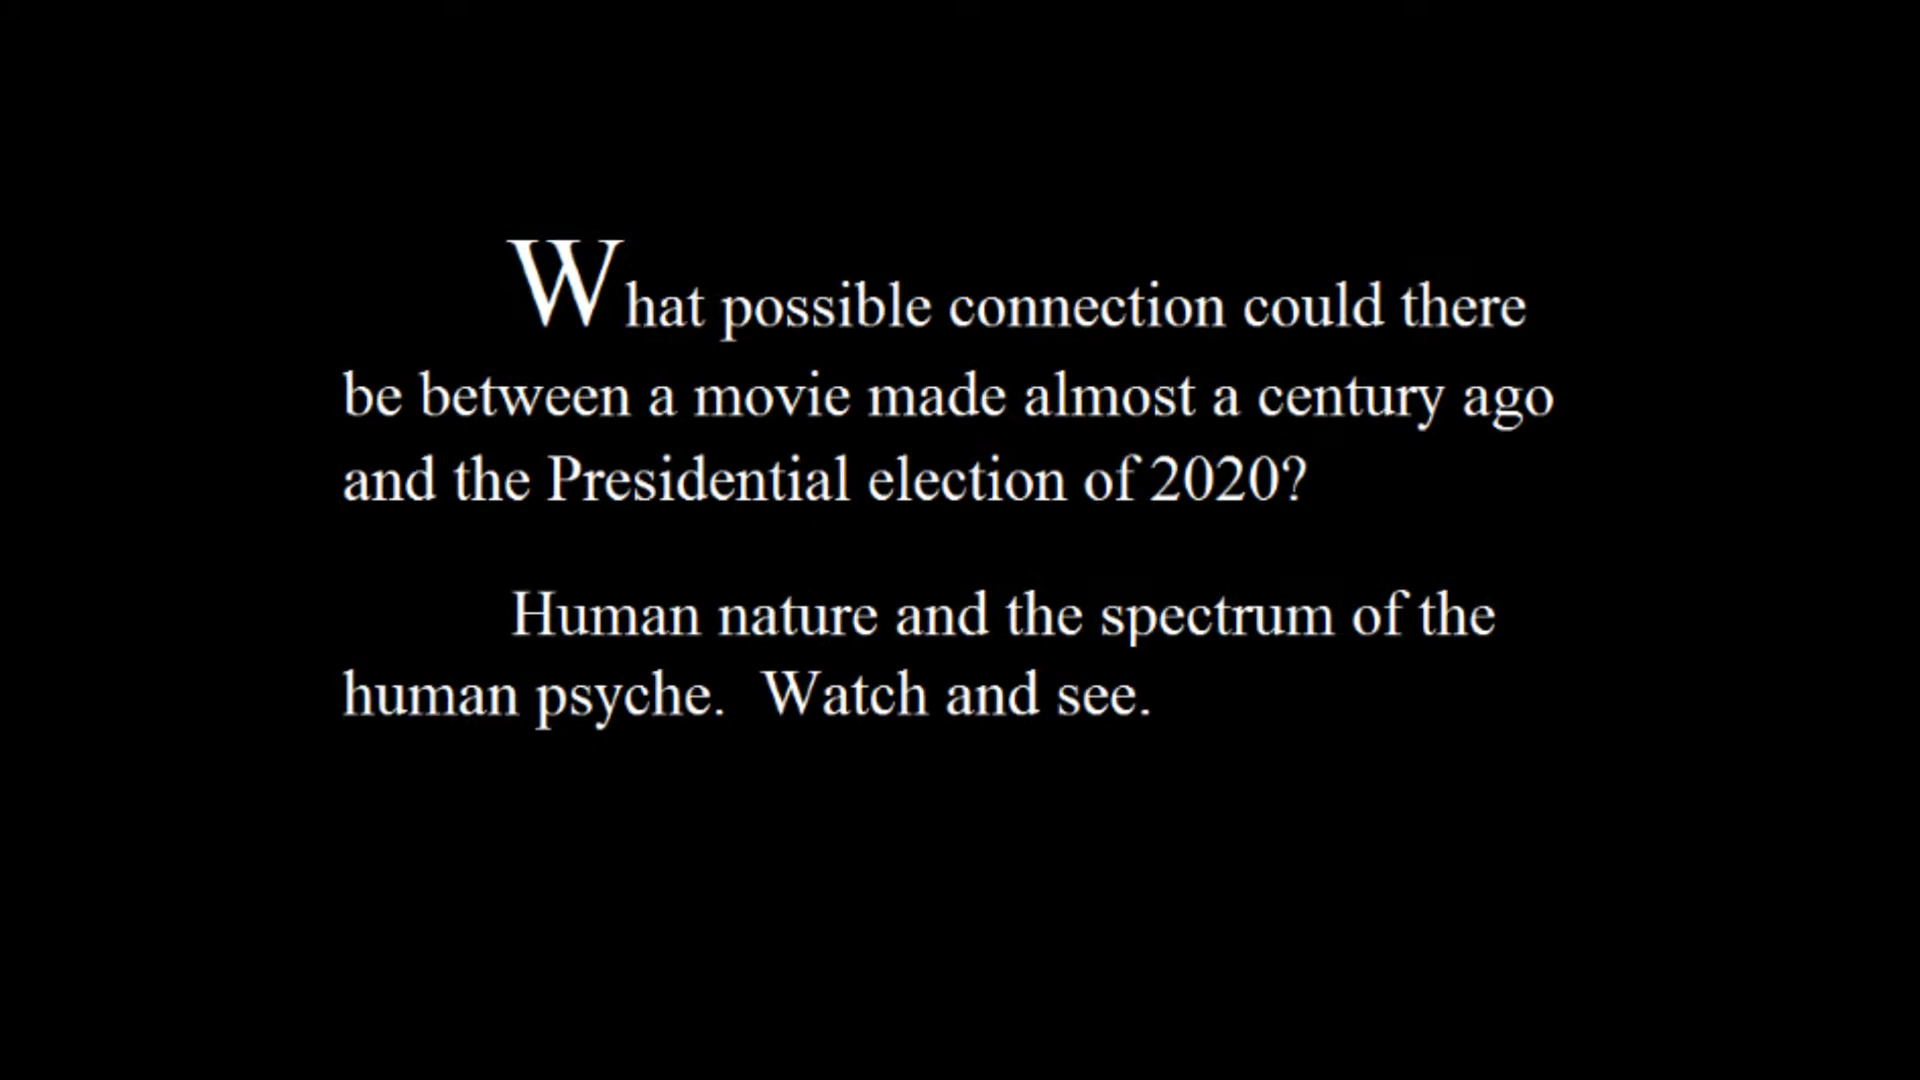 What possible connection could there
be between a movie made almost a century ago
and the Presidential election of 2020?
Human nature and the spectrum of the
human psyche.  Watch and see.